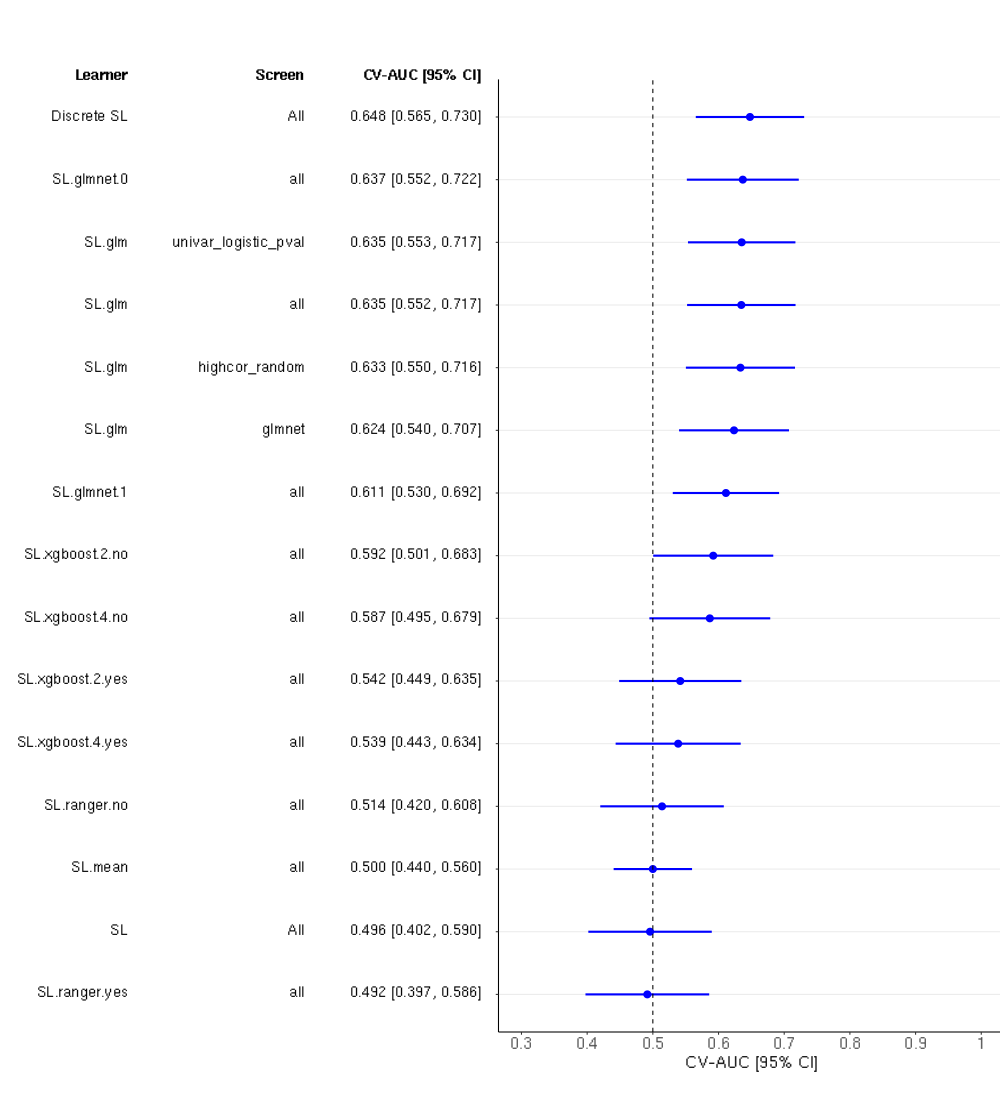 Learner Screen CV-AUC [95% CI]
Discrete SL All 0.648 [0.565, 0.730]
SL.glmnet.0 all 0.637 [0.552, 0.722]
SL.glm univar_logistic_pval 0.635 [0.553, 0.717]
SL.glm all 0.635 [0.552, 0.717]
SL.glm highcor_random 0.633 [0.550, 0.716]
SL.glm glmnet 0.624 [0.540, 0.707]
SL.glmnet.1 all 0.611 [0.530, 0.692]
SL.xgboost.2.no all 0.592 [0.501, 0.683]
SL.xgboost.4.no all 0.587 [0.495, 0.679]
SL.xgboost.2.yes all 0.542 [0.449, 0.635]
SL.xgboost.4.yes all 0.539 [0.443, 0.634]
SL.ranger.no all 0.514 [0.420, 0.608]
SL.mean all 0.500 [0.440, 0.560]
SL All 0.496 [0.402, 0.590]
SL.ranger.yes all 0.492 [0.397, 0.586]
0.3 0.4 0.5 0.6 0.7 0.8 0.9 1
CV-AUC [95% CI]